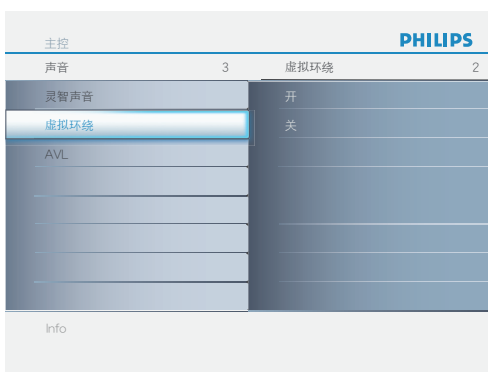 主控
PHILIPS
声音 3 虚拟环绕 2
灵智声音 开
虚拟环绕 关
AVL
Info